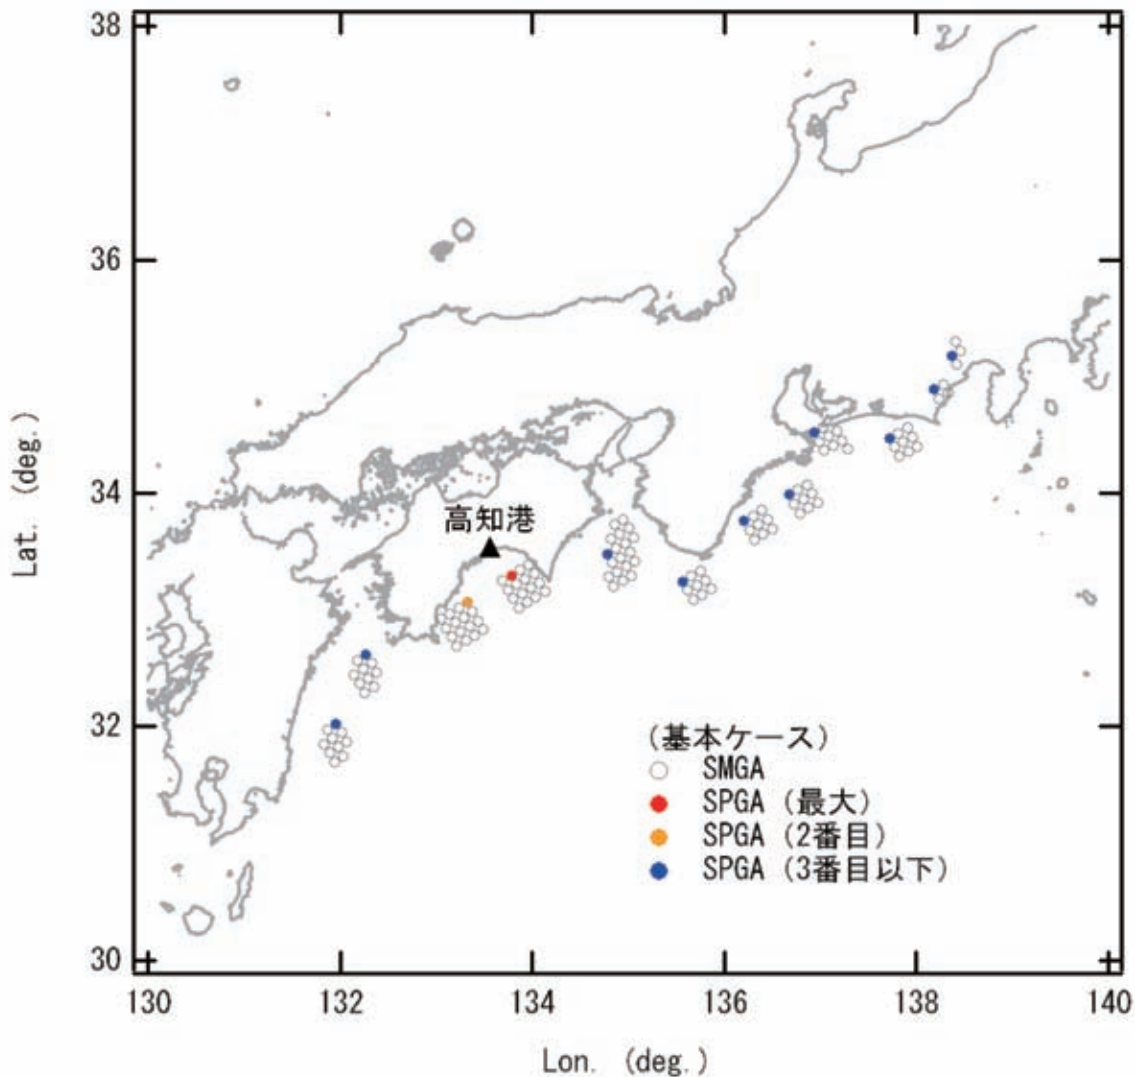 38
36
34
32
30
Lat. (deg.)
高知港
(基本ケース)
SMGA
SPGA (最大)
SPGA (2番目)
SPGA (3番目以下)
130 132 134 136 138 140
Lon. (deg.)